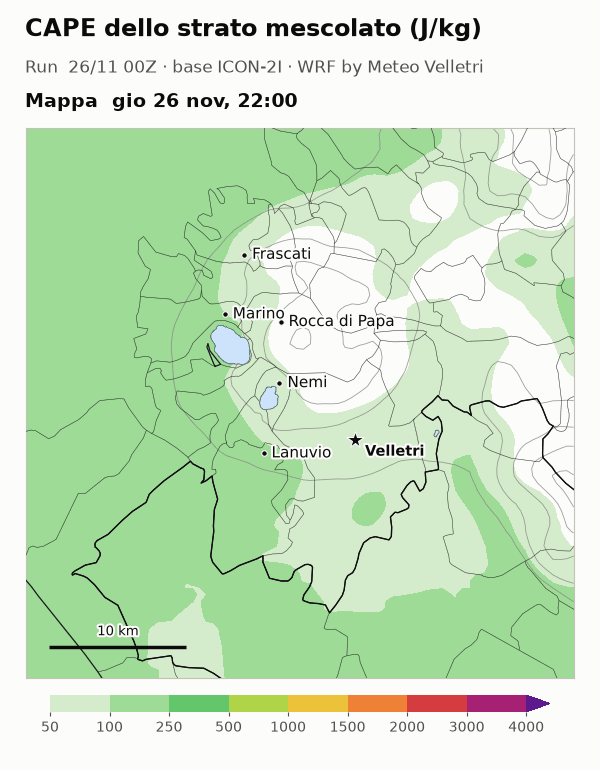 CAPE dello strato mescolato (J/kg)
Run  26/11 00Z · base ICON-2I · WRF by Meteo Velletri
Mappa  gio 26 nov, 22:00
Frascati
Marino
Rocca di Papa
Nemi
Velletri
Lanuvio
10 km
50 100 250 500 1000 1500 2000 3000 4000